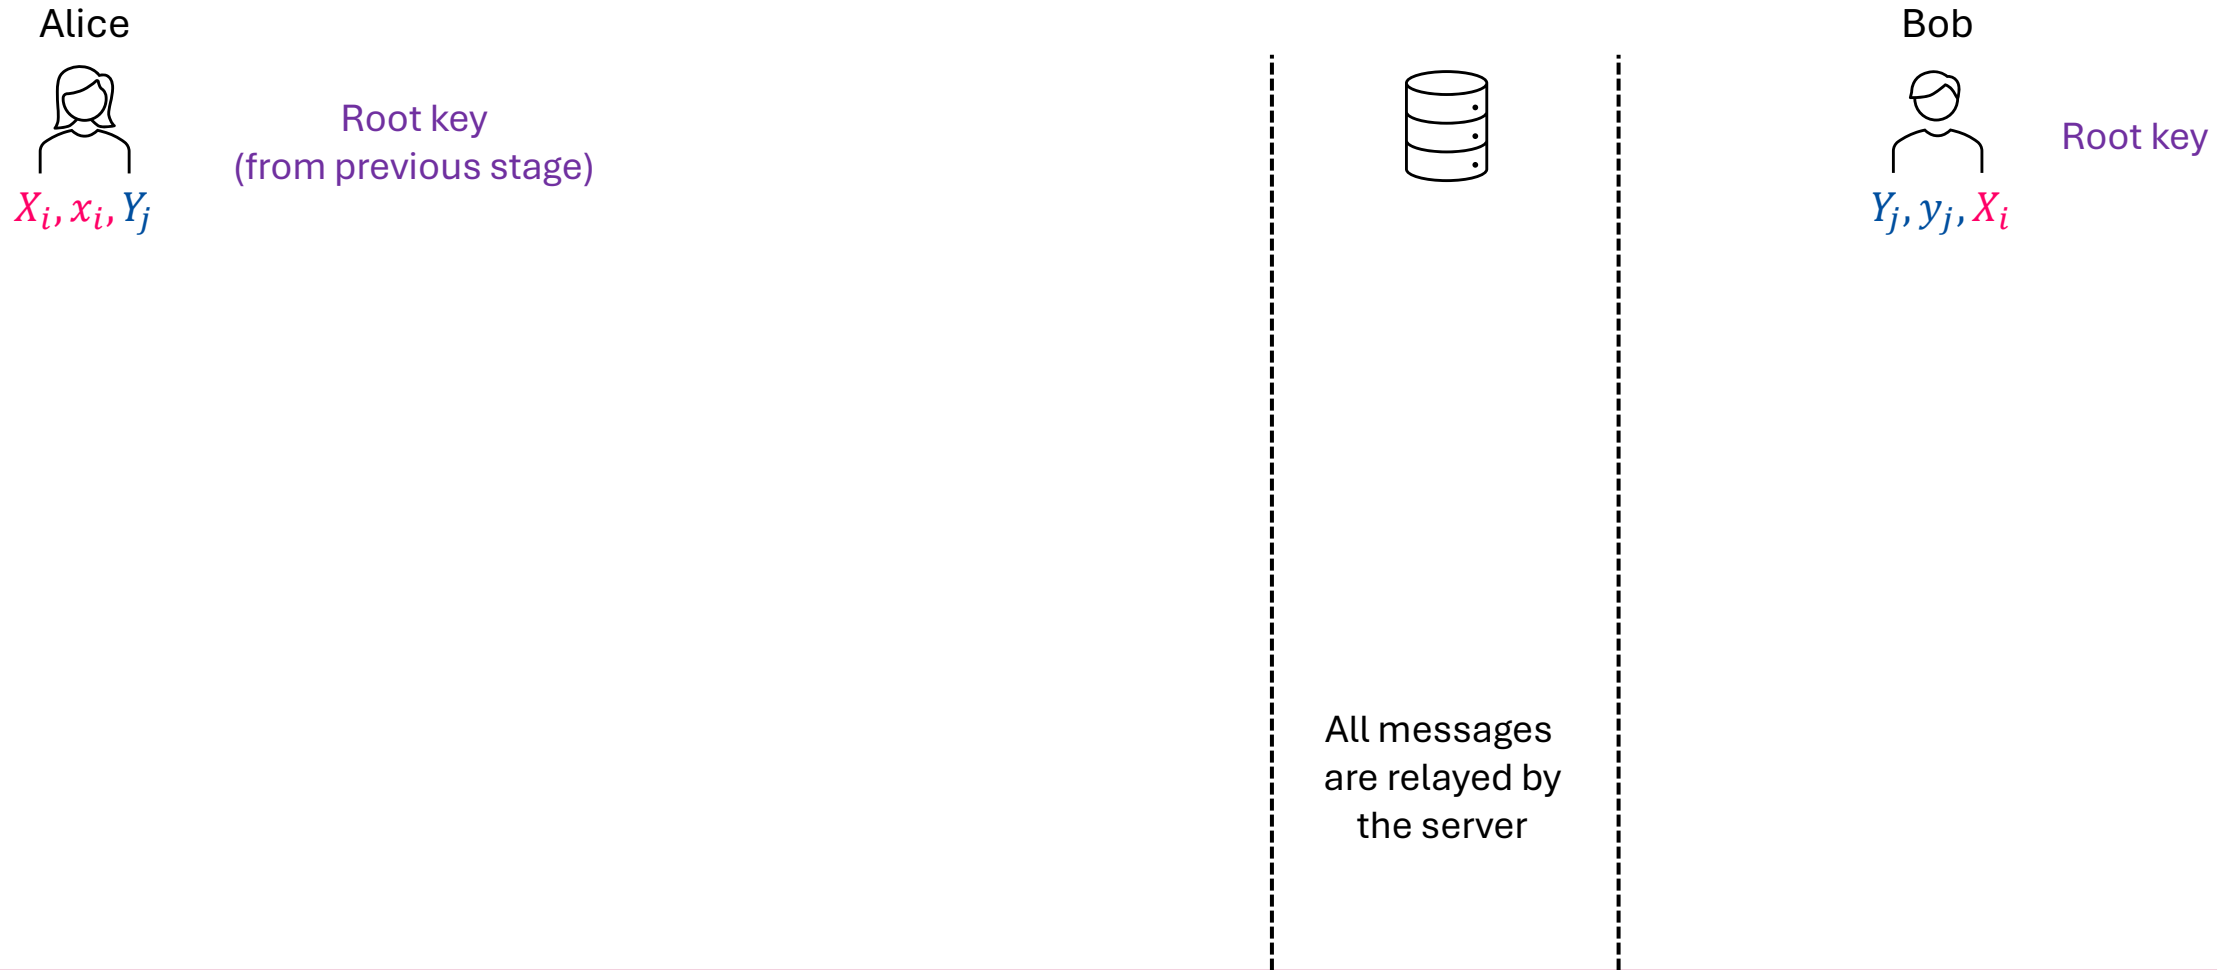 Alice
Bob
Root key
(from previous stage)
Root key
Xᵢ, xᵢ, Yⱼ
Yⱼ, yⱼ, Xᵢ
All messages
are relayed by
the server